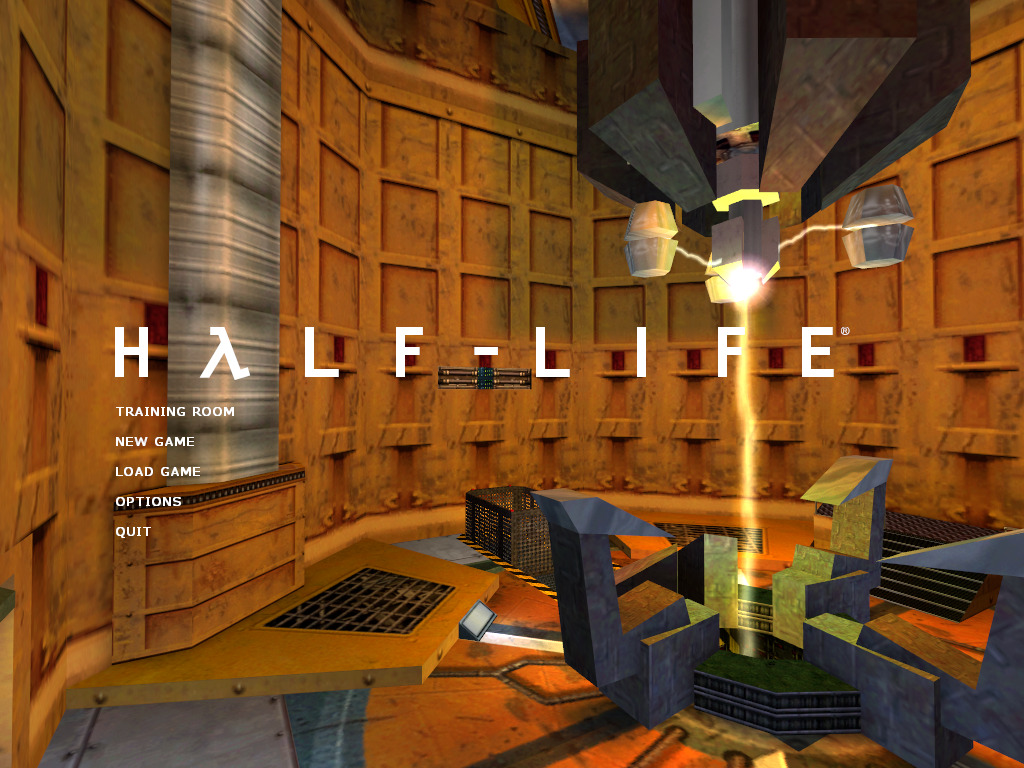 HλLF-LIFE®
TRAINING ROOM
NEW GAME
LOAD GAME
OPTIONS
QUIT